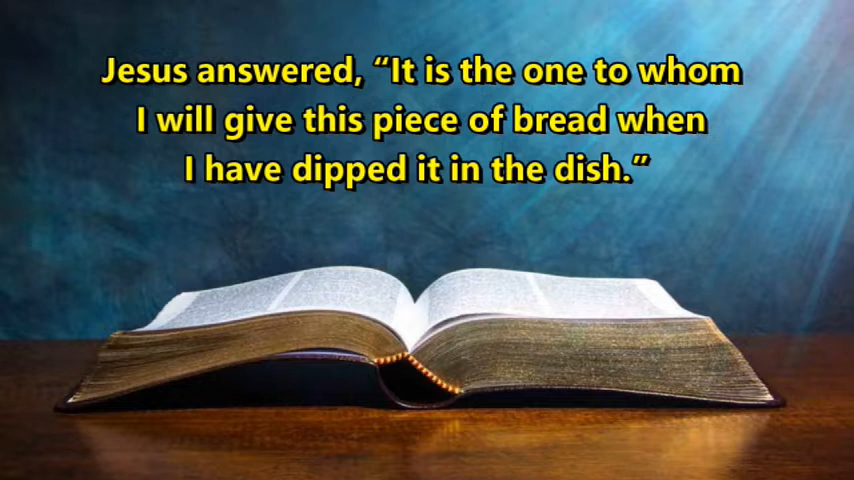 Jesus answered, “It is the one to whom
I will give this piece of bread when
I have dipped it in the dish.”